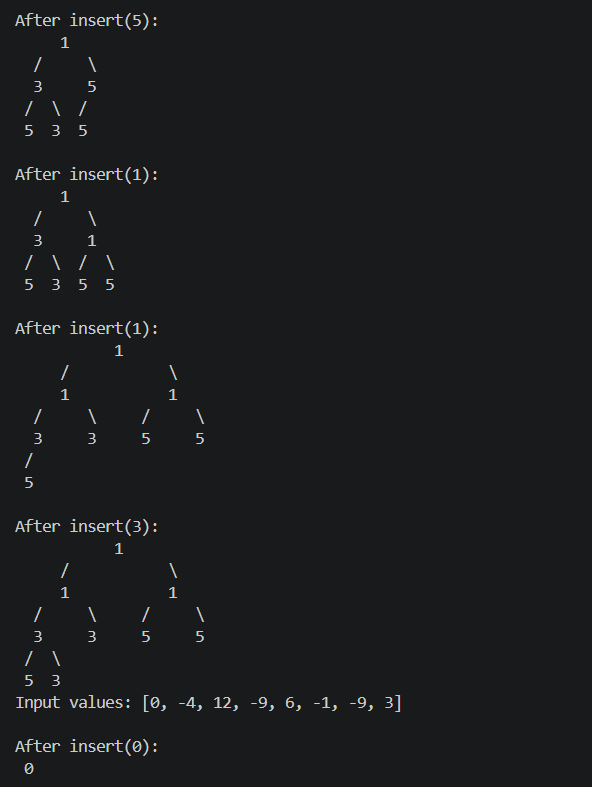 After insert(5):
     1
  /     \
  3     5
 /  \  /
 5  3  5

After insert(1):
     1
  /     \
  3     1
 /  \  /  \
 5  3  5  5

After insert(1):
           1
     /           \
     1           1
  /     \     /     \
  3     3     5     5
 /
 5

After insert(3):
           1
     /           \
     1           1
  /     \     /     \
  3     3     5     5
 /  \
 5  3
Input values: [0, -4, 12, -9, 6, -1, -9, 3]

After insert(0):
 0